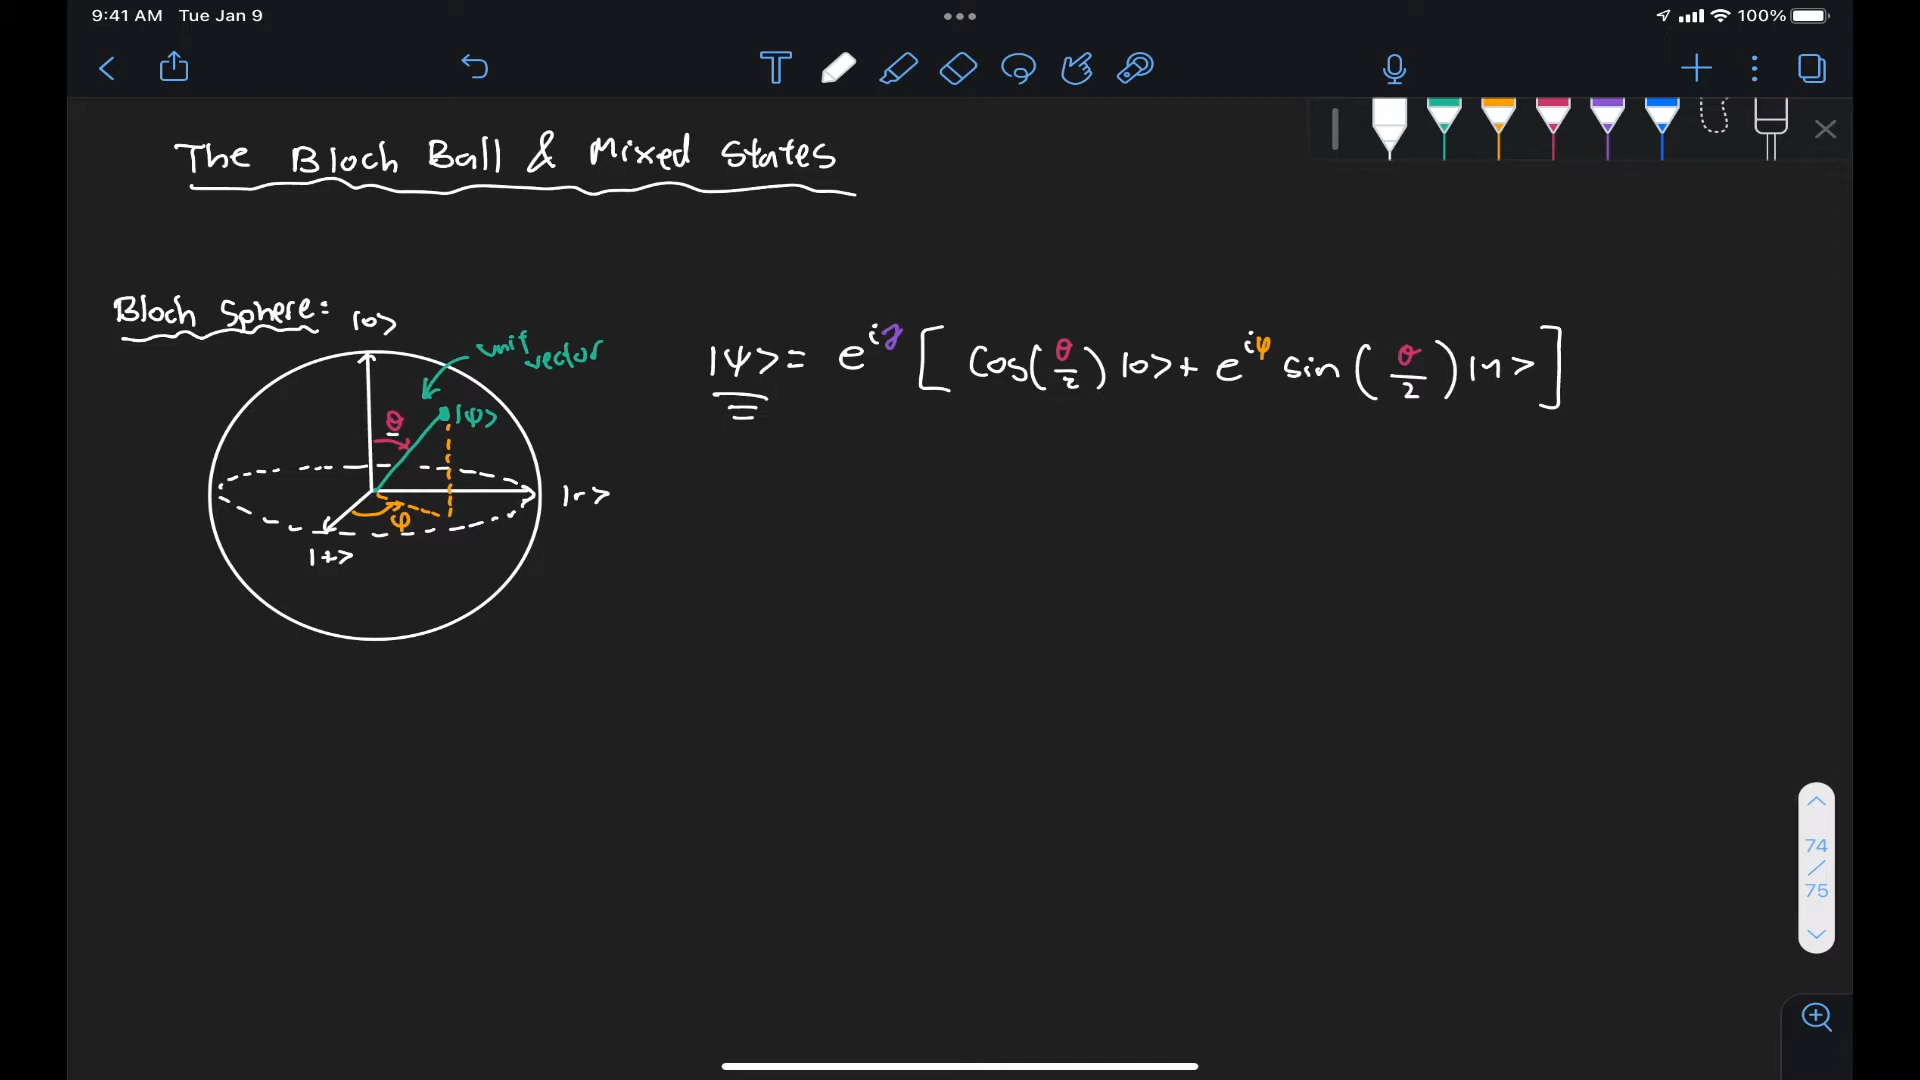 9:41 AM Tue Jan 9
100%
The Bloch Ball & Mixed States
Bloch Sphere:
|0>
unit vector
θ
|ψ>
|r>
φ
|+>
|ψ> = e^{iγ} [ cos(θ/2) |0> + e^{iφ} sin(θ/2) |1> ]
74
/
75